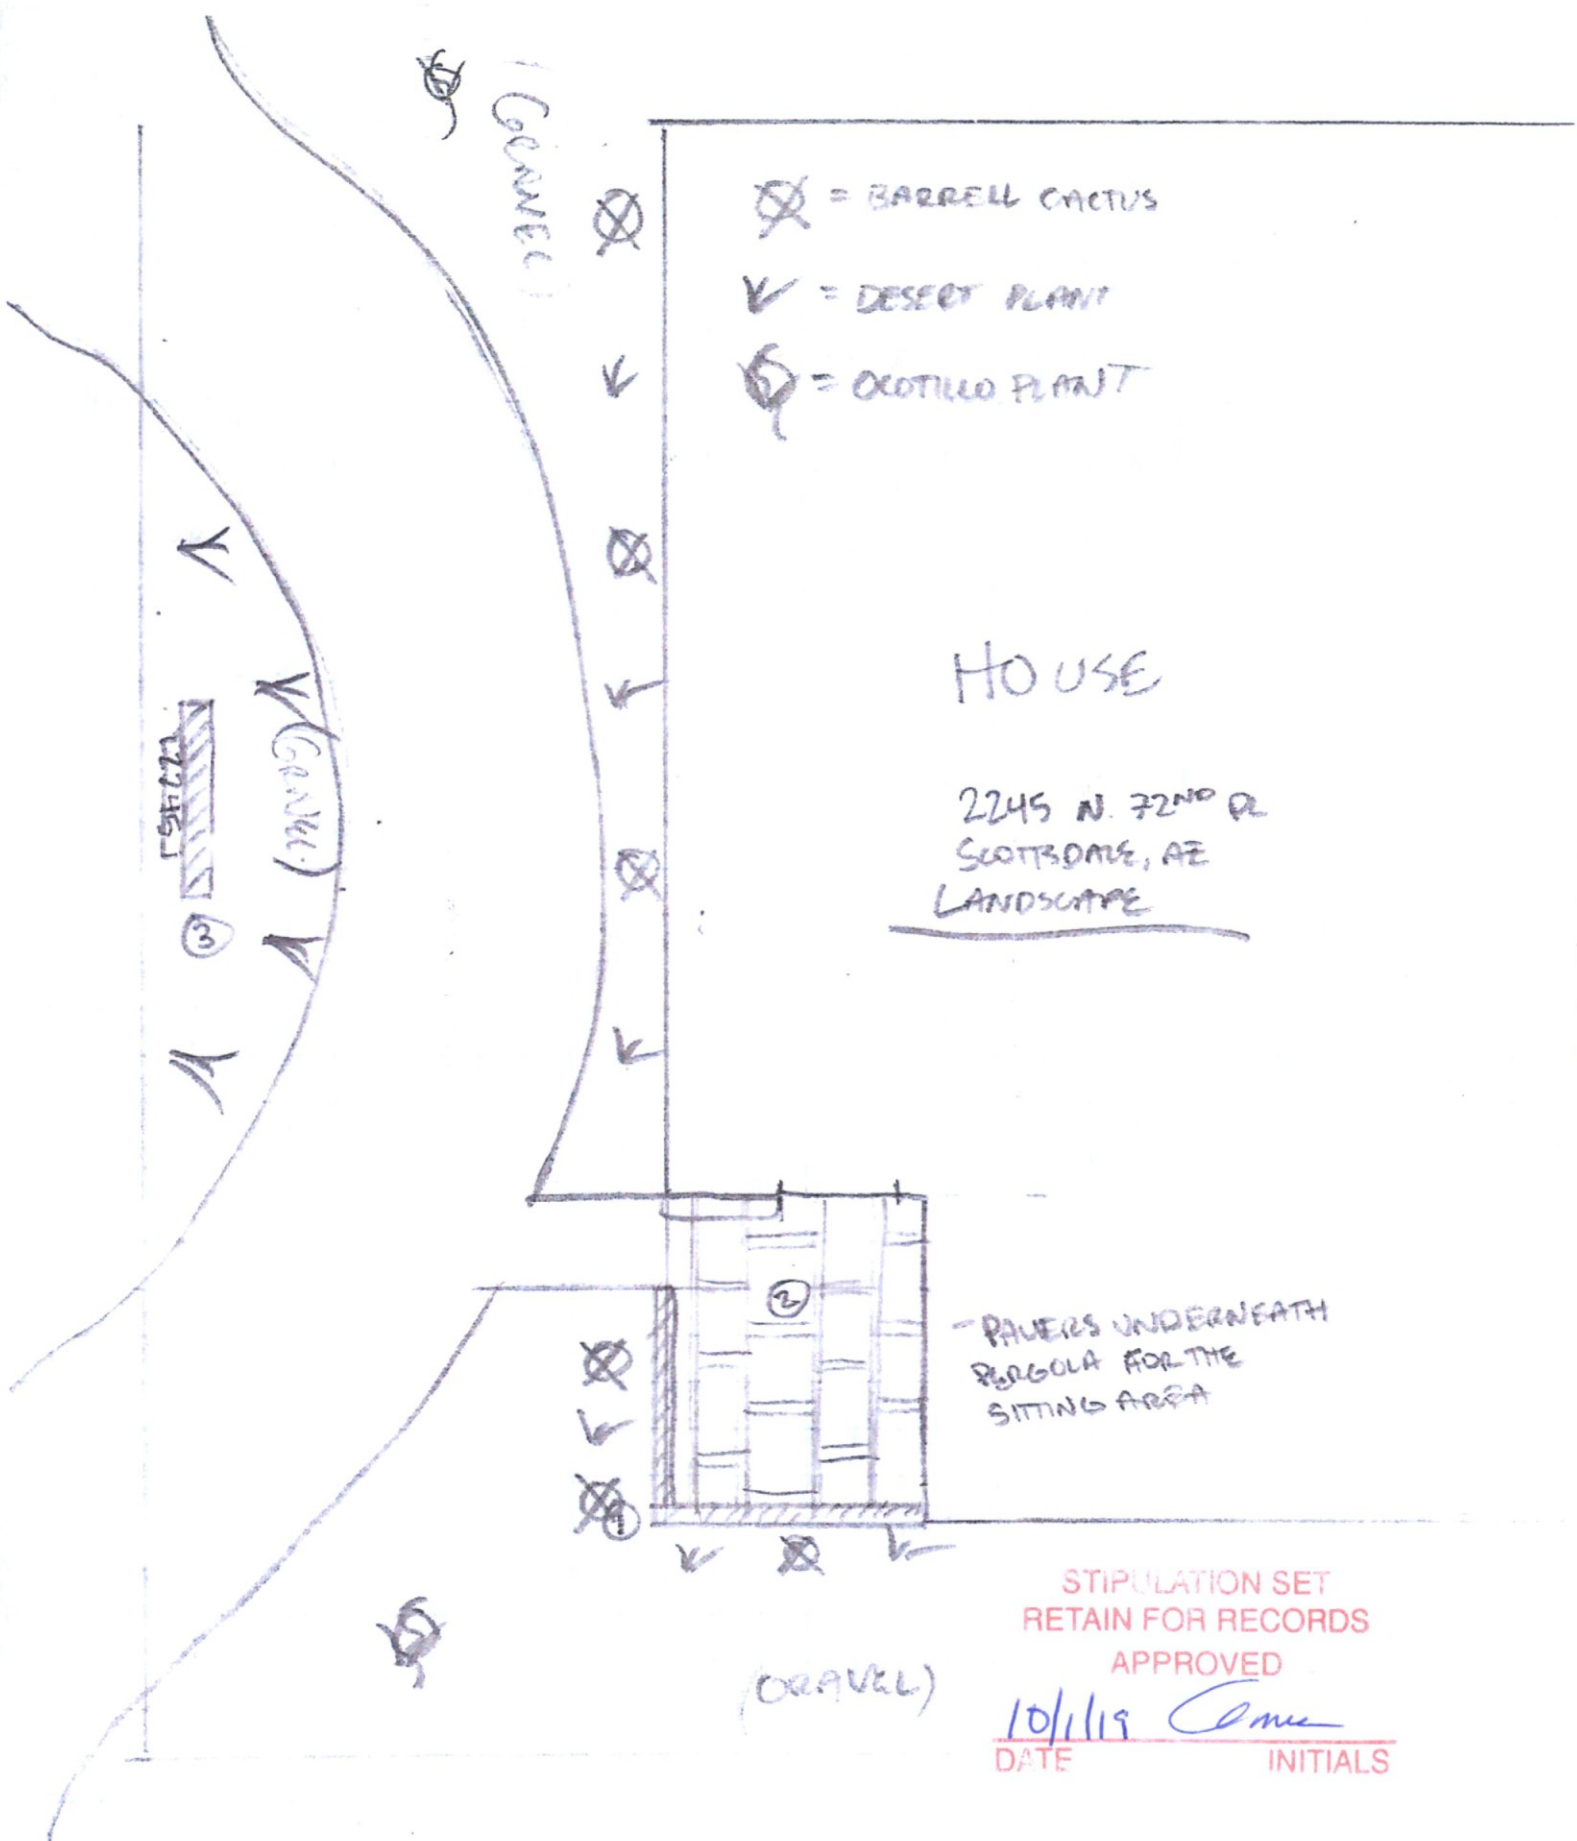 (GRAVEL)
= BARRELL CACTUS
= DESERT PLANT
= OCOTILLO PLANT
HOUSE
2245 N. 72ND PL
SCOTTSDALE, AZ
LANDSCAPE
(GRAVEL)
3
2
- PAVERS UNDERNEATH
PERGOLA FOR THE
SITTING AREA
1
(GRAVEL)
STIPULATION SET
RETAIN FOR RECORDS
APPROVED
10/1/19
DATE INITIALS